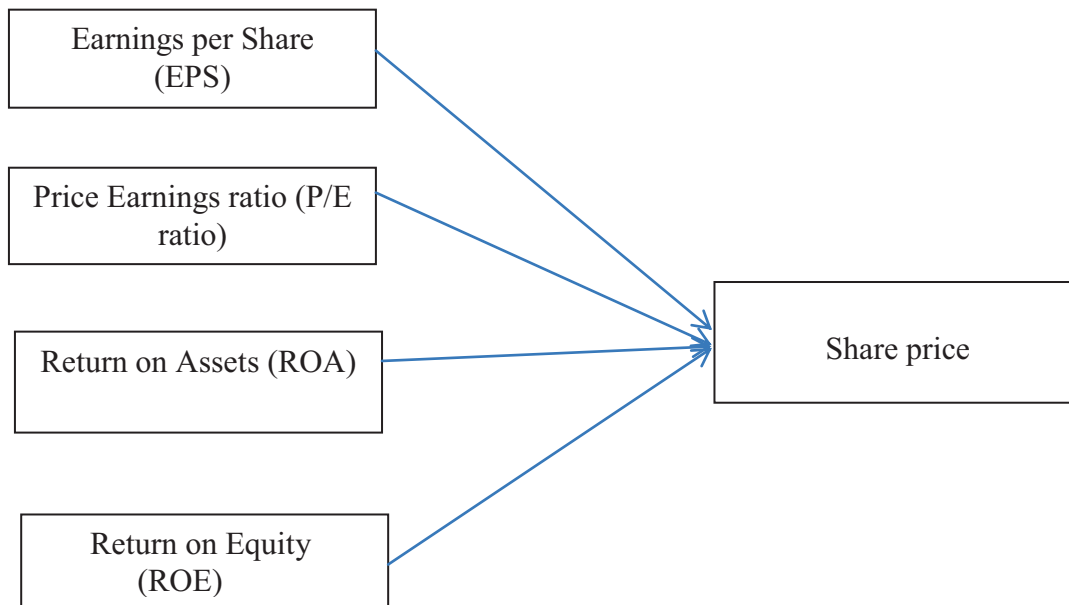 Earnings per Share
(EPS)
Price Earnings ratio (P/E
ratio)
Return on Assets (ROA)
Share price
Return on Equity
(ROE)